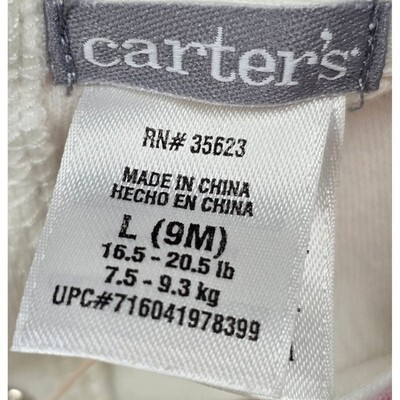 carter's
RN# 35623
MADE IN CHINA
HECHO EN CHINA
L (9M)
16.5 - 20.5 lb
7.5 - 9.3 kg
UPC#716041978399